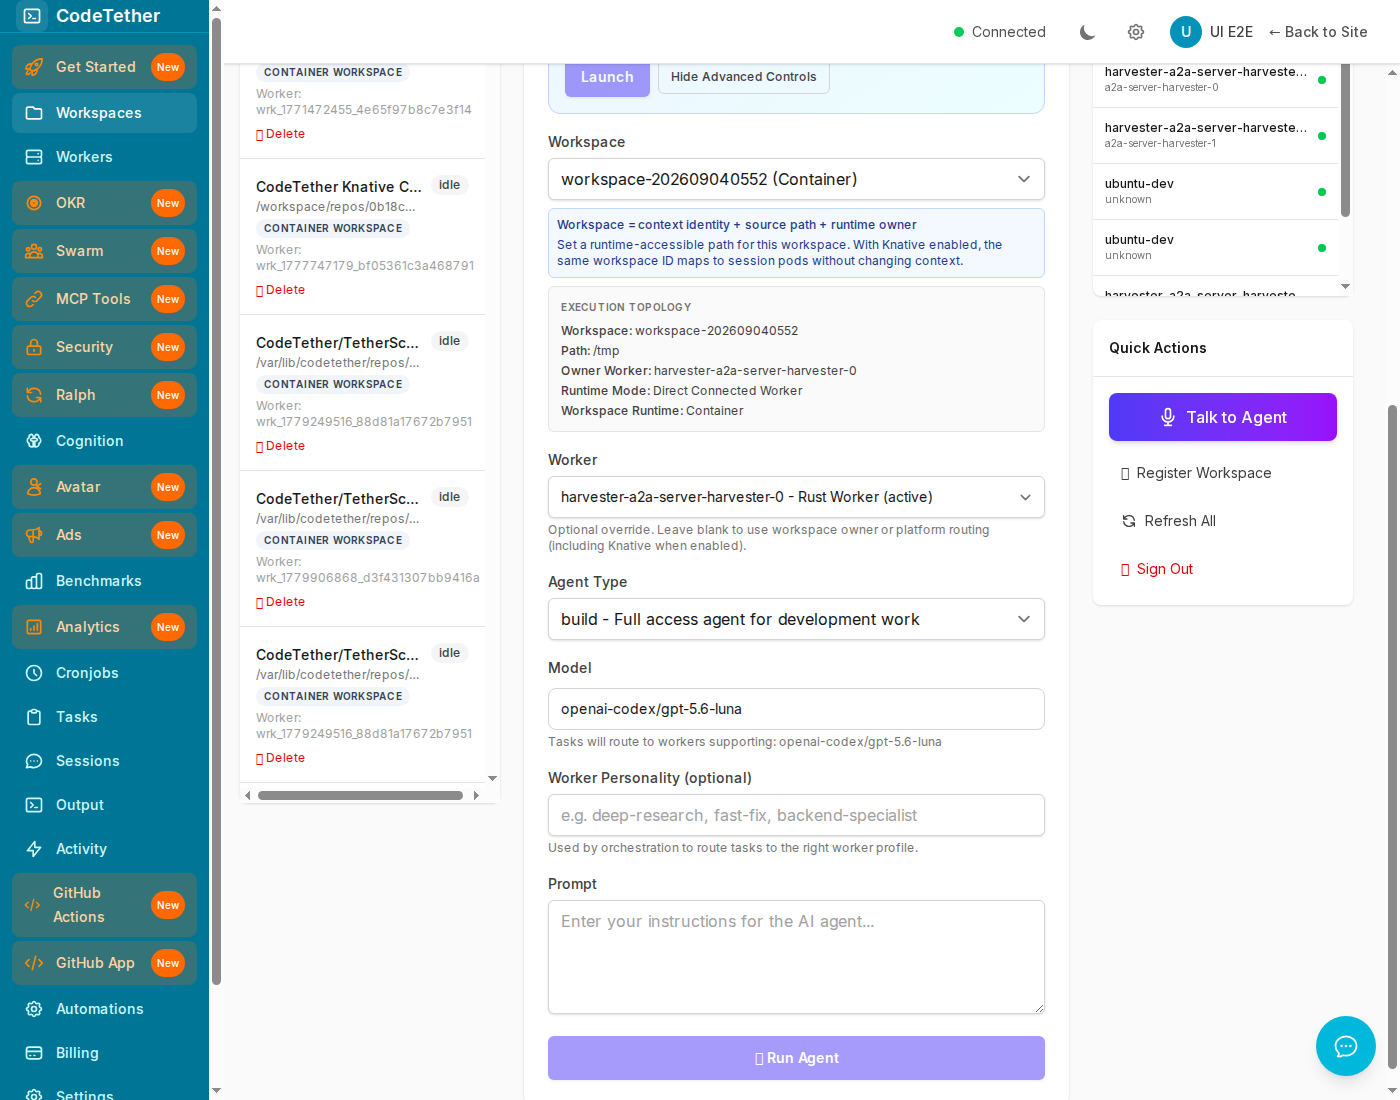 CodeTether
Get Started New
Workspaces
Workers
OKR New
Swarm New
MCP Tools New
Security New
Ralph New
Cognition
Avatar New
Ads New
Benchmarks
Analytics New
Cronjobs
Tasks
Sessions
Output
Activity
GitHub
Actions New
GitHub App New
Automations
Billing
Settings
Connected
U UI E2E ← Back to Site
CONTAINER WORKSPACE
Worker:
wrk_1771472455_4e65f97b8c7e3f14
Delete
CodeTether Knative C... idle
/workspace/repos/0b18c...
CONTAINER WORKSPACE
Worker:
wrk_1777747179_bf05361c3a468791
Delete
CodeTether/TetherSc... idle
/var/lib/codetether/repos/...
CONTAINER WORKSPACE
Worker:
wrk_1779249516_88d81a17672b7951
Delete
CodeTether/TetherSc... idle
/var/lib/codetether/repos/...
CONTAINER WORKSPACE
Worker:
wrk_1779906868_d3f431307bb9416a
Delete
CodeTether/TetherSc... idle
/var/lib/codetether/repos/...
CONTAINER WORKSPACE
Worker:
wrk_1779249516_88d81a17672b7951
Delete
Launch Hide Advanced Controls
Workspace
workspace-202609040552 (Container)
Workspace = context identity + source path + runtime owner
Set a runtime-accessible path for this workspace. With Knative enabled, the
same workspace ID maps to session pods without changing context.
EXECUTION TOPOLOGY
Workspace: workspace-202609040552
Path: /tmp
Owner Worker: harvester-a2a-server-harvester-0
Runtime Mode: Direct Connected Worker
Workspace Runtime: Container
Worker
harvester-a2a-server-harvester-0 - Rust Worker (active)
Optional override. Leave blank to use workspace owner or platform routing
(including Knative when enabled).
Agent Type
build - Full access agent for development work
Model
openai-codex/gpt-5.6-luna
Tasks will route to workers supporting: openai-codex/gpt-5.6-luna
Worker Personality (optional)
e.g. deep-research, fast-fix, backend-specialist
Used by orchestration to route tasks to the right worker profile.
Prompt
Enter your instructions for the AI agent...
Run Agent
harvester-a2a-server-harveste...
a2a-server-harvester-0
harvester-a2a-server-harveste...
a2a-server-harvester-1
ubuntu-dev
unknown
ubuntu-dev
unknown
harvester-a2a-server-harveste...
Quick Actions
Talk to Agent
Register Workspace
Refresh All
Sign Out